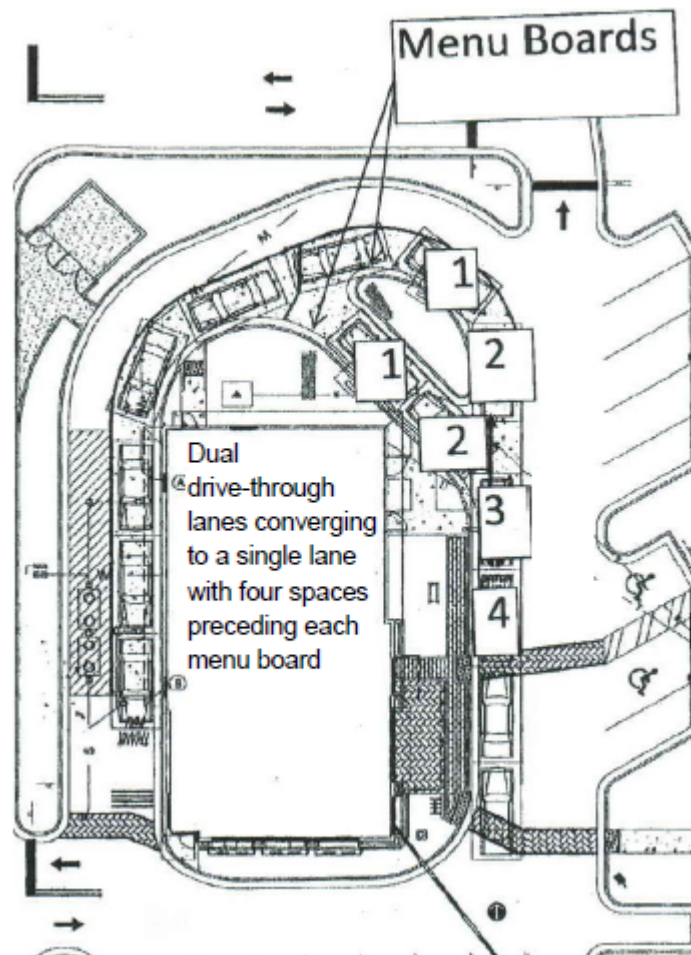 Menu Boards
1
2
1
2
Dual
drive-through
lanes converging
to a single lane
with four spaces
preceding each
menu board
3
4
A
B
M